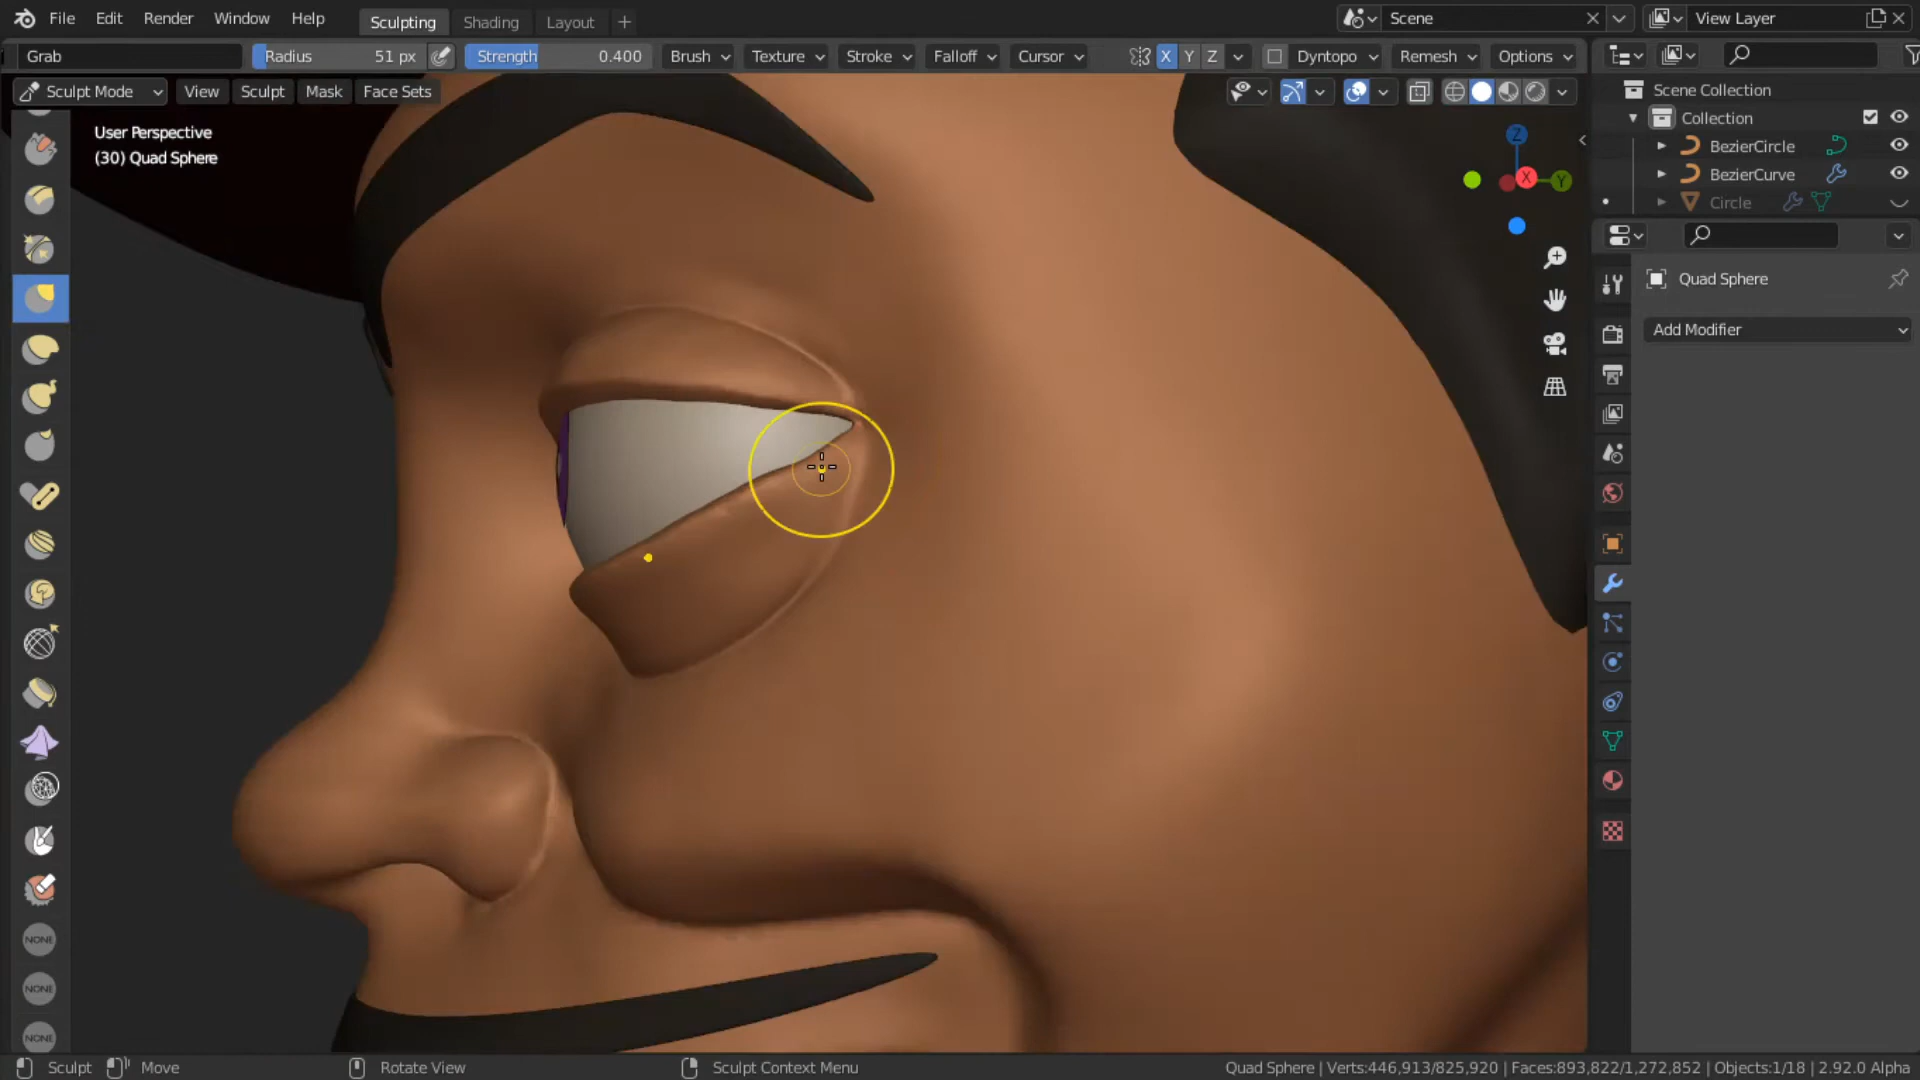 File Edit Render Window Help Sculpting Shading Layout + Scene View Layer
Grab Radius 51 px Strength 0.400 Brush Texture Stroke Falloff Cursor X Y Z Dyntopo Remesh Options
Sculpt Mode View Sculpt Mask Face Sets
Scene Collection
Collection
BezierCircle
BezierCurve
Circle
User Perspective
(30) Quad Sphere
Z
X
Y
Quad Sphere
Add Modifier
NONE
NONE
NONE
Sculpt Move Rotate View Sculpt Context Menu Quad Sphere | Verts:446,913/825,920 | Faces:893,822/1,272,852 | Objects:1/18 | 2.92.0 Alpha